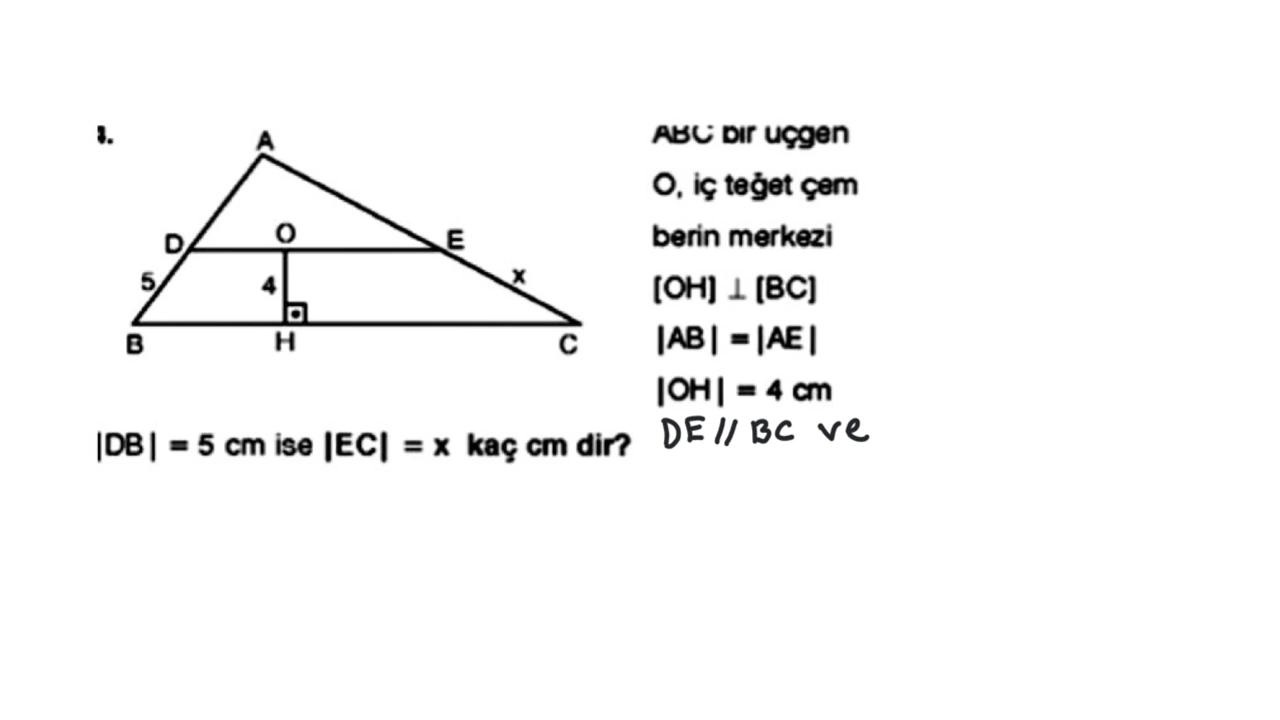 ABC bir üçgen
A
O, iç teğet çem
D
O
E
berin merkezi
5
4
x
[OH] ⊥ [BC]
B
H
C
|AB| = |AE|
|OH| = 4 cm
DE // BC ve
|DB| = 5 cm ise |EC| = x kaç cm dir?